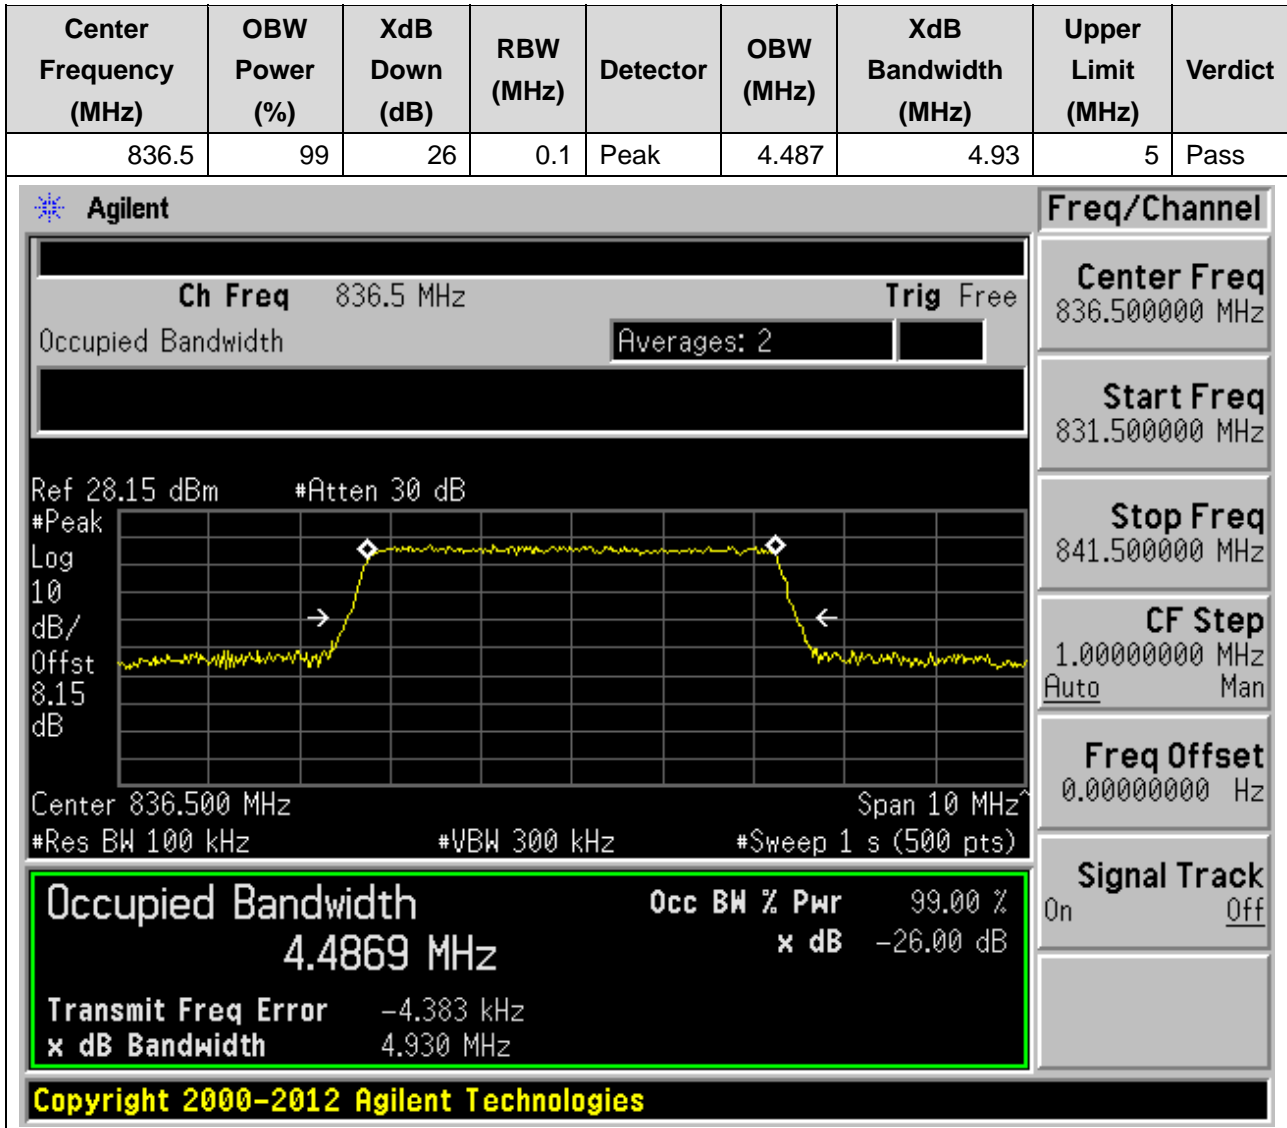 Center Frequency (MHz) OBW Power (%) XdB Down (dB) RBW (MHz) Detector OBW (MHz) XdB Bandwidth (MHz) Upper Limit (MHz) Verdict
836.5 99 26 0.1 Peak 4.487 4.93 5 Pass
Agilent
Freq/Channel
Ch Freq 836.5 MHz Trig Free
Occupied Bandwidth Averages: 2
Center Freq
836.500000 MHz
Start Freq
831.500000 MHz
Stop Freq
841.500000 MHz
CF Step
1.00000000 MHz
Auto Man
Freq Offset
0.00000000 Hz
Signal Track
On Off
Ref 28.15 dBm #Atten 30 dB
#Peak
Log
10
dB/
Offst
8.15
dB
Center 836.500 MHz Span 10 MHz^
#Res BW 100 kHz #VBW 300 kHz #Sweep 1 s (500 pts)
Occupied Bandwidth Occ BW % Pwr 99.00 %
4.4869 MHz x dB -26.00 dB
Transmit Freq Error -4.383 kHz
x dB Bandwidth 4.930 MHz
Copyright 2000-2012 Agilent Technologies